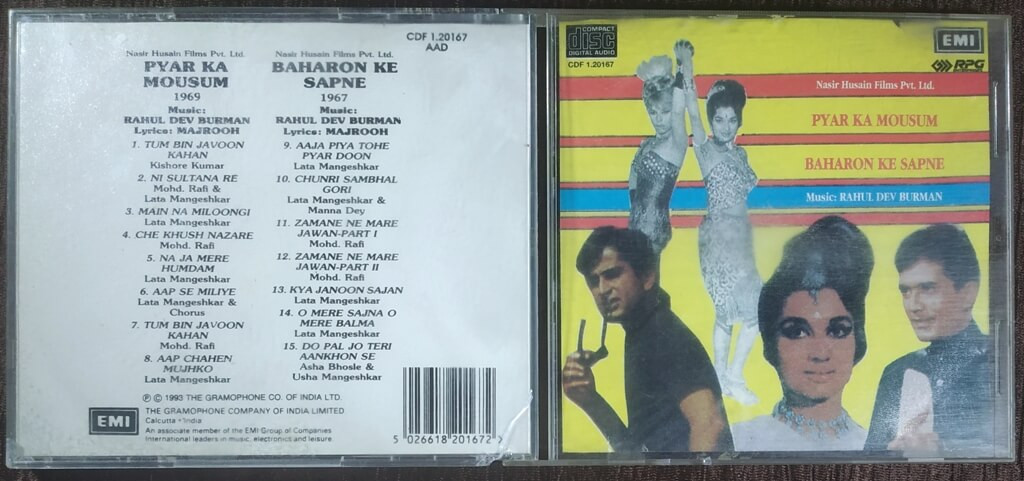 CDF 1.20167
AAD
Nasir Husain Films Pvt. Ltd.
PYAR KA
MOUSUM
1969
Music:
RAHUL DEV BURMAN
Lyrics: MAJROOH
1. TUM BIN JAVOON
KAHAN
Kishore Kumar
2. NI SULTANA RE
Mohd. Rafi &
Lata Mangeshkar
3. MAIN NA MILOONGI
Lata Mangeshkar
4. CHE KHUSH NAZARE
Mohd. Rafi
5. NA JA MERE
HUMDAM
Lata Mangeshkar
6. AAP SE MILIYE
Lata Mangeshkar &
Chorus
7. TUM BIN JAVOON
KAHAN
Mohd. Rafi
8. AAP CHAHEN
MUJHKO
Lata Mangeshkar
Nasir Husain Films Pvt. Ltd.
BAHARON KE
SAPNE
1967
Music:
RAHUL DEV BURMAN
Lyrics: MAJROOH
9. AAJA PIYA TOHE
PYAR DOON
Lata Mangeshkar
10. CHUNRI SAMBHAL
GORI
Lata Mangeshkar &
Manna Dey
11. ZAMANE NE MARE
JAWAN-PART I
Mohd. Rafi
12. ZAMANE NE MARE
JAWAN-PART II
Mohd. Rafi
13. KYA JANOON SAJAN
Lata Mangeshkar
14. O MERE SAJNA O
MERE BALMA
Lata Mangeshkar
15. DO PAL JO TERI
AANKHON SE
Asha Bhosle &
Usha Mangeshkar
℗ © 1993 THE GRAMOPHONE CO. OF INDIA LTD.
EMI
THE GRAMOPHONE COMPANY OF INDIA LIMITED
Calcutta • India
An associate member of the EMI Group of Companies
International leaders in music, electronics and leisure.
5 026618 201672
COMPACT
disc
DIGITAL AUDIO
CDF 1.20167
EMI
RPG
Nasir Husain Films Pvt. Ltd.
PYAR KA MOUSUM
BAHARON KE SAPNE
Music: RAHUL DEV BURMAN